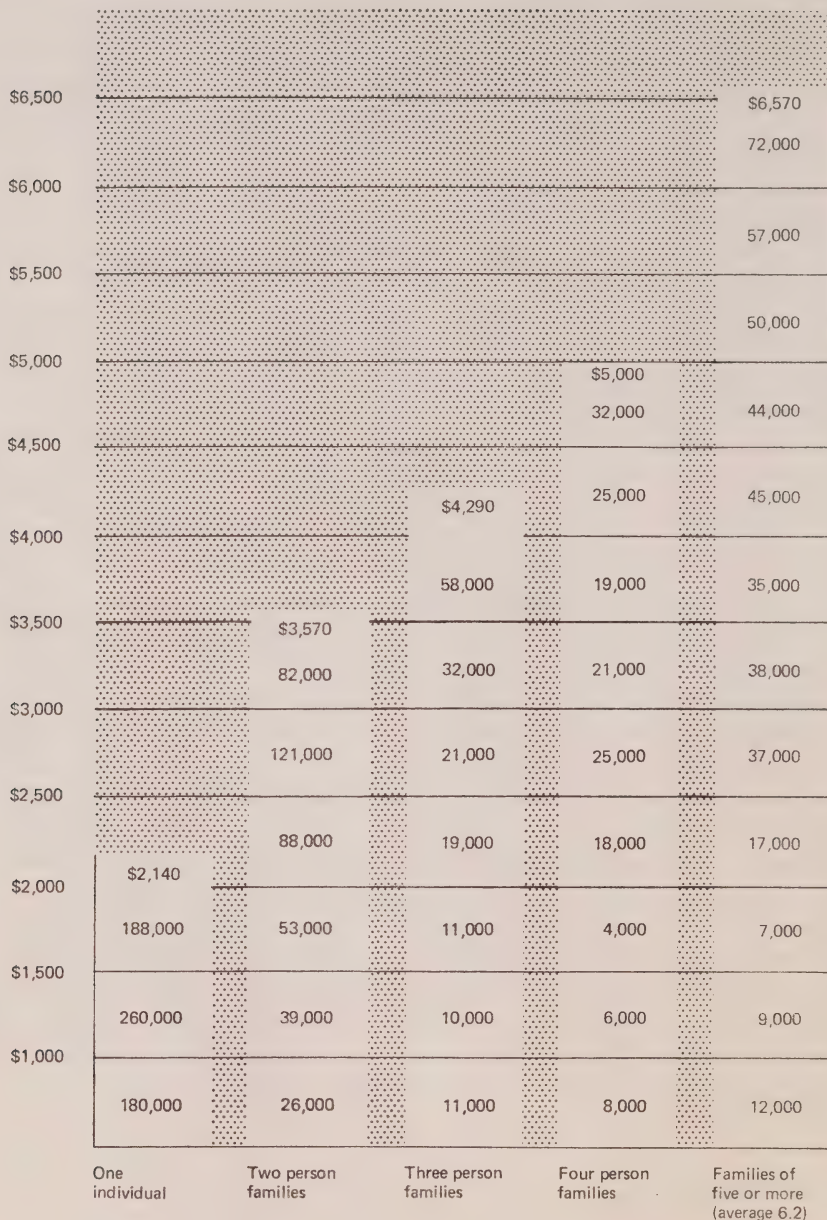 $6,500 $6,570
72,000
$6,000
57,000
$5,500
50,000
$5,000
$5,000
32,000 44,000
$4,500
$4,290 25,000 45,000
$4,000
58,000 19,000 35,000
$3,500
$3,570
82,000 32,000 21,000 38,000
$3,000
121,000 21,000 25,000 37,000
$2,500
88,000 19,000 18,000 17,000
$2,140
$2,000
188,000 53,000 11,000 4,000 7,000
$1,500
260,000 39,000 10,000 6,000 9,000
$1,000
180,000 26,000 11,000 8,000 12,000
One Two person Three person Four person Families of
individual families families families five or more
(average 6.2)